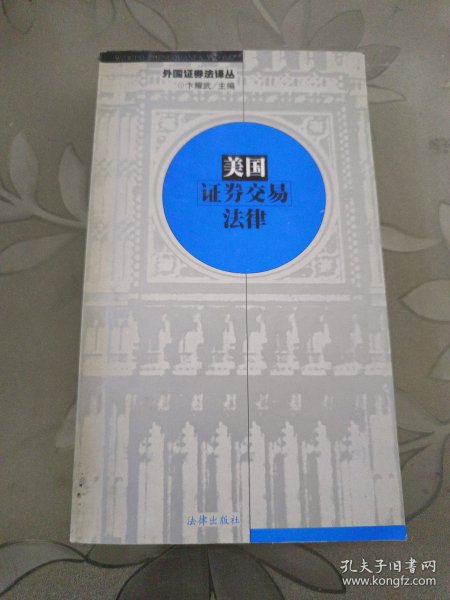 外国证券法译丛
◎卞耀武／主编
美国
证券交易
法律
法律出版社
孔夫子旧书网
www.kongfz.com